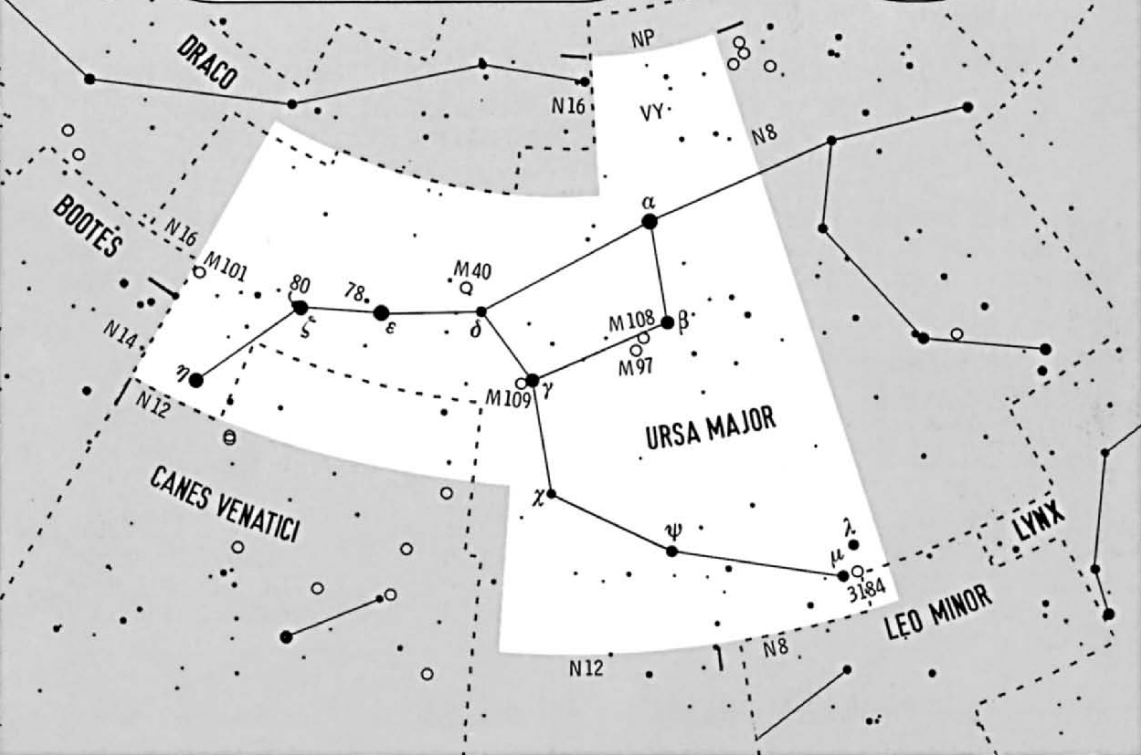 NP
DRACO
N16
VY
N8
α
BOOTES
N16
M101
M40
80
78
ζ
ε
δ
M108
β
N14
M97
η
M109
γ
N12
URSA MAJOR
CANES VENATICI
χ
ψ
λ
LYNX
μ
3184
LEO MINOR
N12
N8